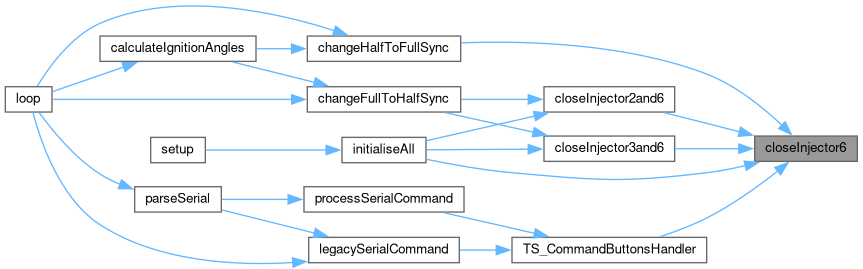 calculateIgnitionAngles
changeHalfToFullSync
loop
changeFullToHalfSync
closeInjector2and6
setup
initialiseAll
closeInjector3and6
closeInjector6
parseSerial
processSerialCommand
legacySerialCommand
TS_CommandButtonsHandler